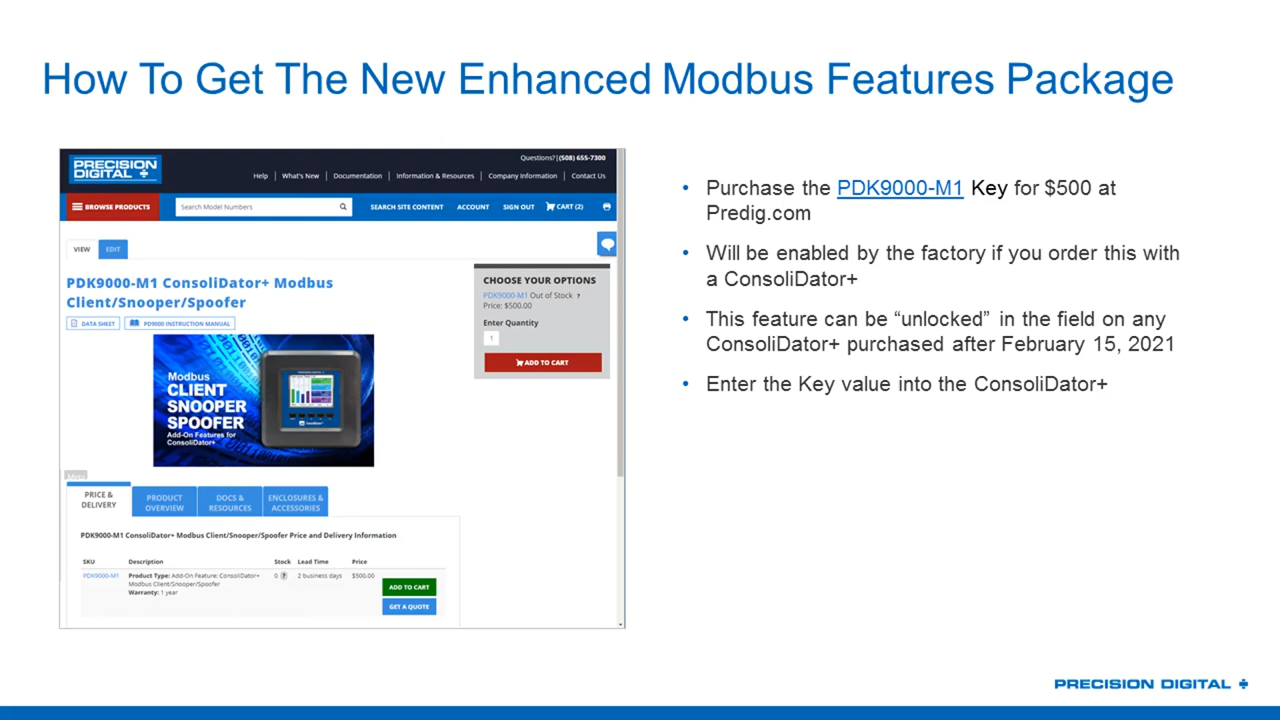 How To Get The New Enhanced Modbus Features Package
PRECISION
DIGITAL
Questions?|(508) 655-7300
Help
What's New
Documentation
Information & Resources
Company Information
Contact Us
BROWSE PRODUCTS
Search Model Numbers
SEARCH SITE CONTENT
ACCOUNT
SIGN OUT
CART (2)
VIEW
EDIT
PDK9000-M1 ConsoliDator+ Modbus
Client/Snooper/Spoofer
DATA SHEET
PD9000 INSTRUCTION MANUAL
CHOOSE YOUR OPTIONS
PDK9000-M1 Out of Stock ?
Price: $500.00
Enter Quantity
1
ADD TO CART
Modbus
CLIENT
SNOOPER
SPOOFER
Add-On Features for
ConsoliDator+
PRICE &
DELIVERY
PRODUCT
OVERVIEW
DOCS &
RESOURCES
ENCLOSURES &
ACCESSORIES
PDK9000-M1 ConsoliDator+ Modbus Client/Snooper/Spoofer Price and Delivery Information
SKU Description Stock Lead Time Price
PDK9000-M1 Product Type: Add-On Feature: ConsoliDator+ 0 ? 2 business days $500.00
Modbus Client/Snooper/Spoofer
Warranty: 1 year
ADD TO CART
GET A QUOTE
• Purchase the PDK9000-M1 Key for $500 at
Predig.com
• Will be enabled by the factory if you order this with
a ConsoliDator+
• This feature can be “unlocked” in the field on any
ConsoliDator+ purchased after February 15, 2021
• Enter the Key value into the ConsoliDator+
PRECISION DIGITAL